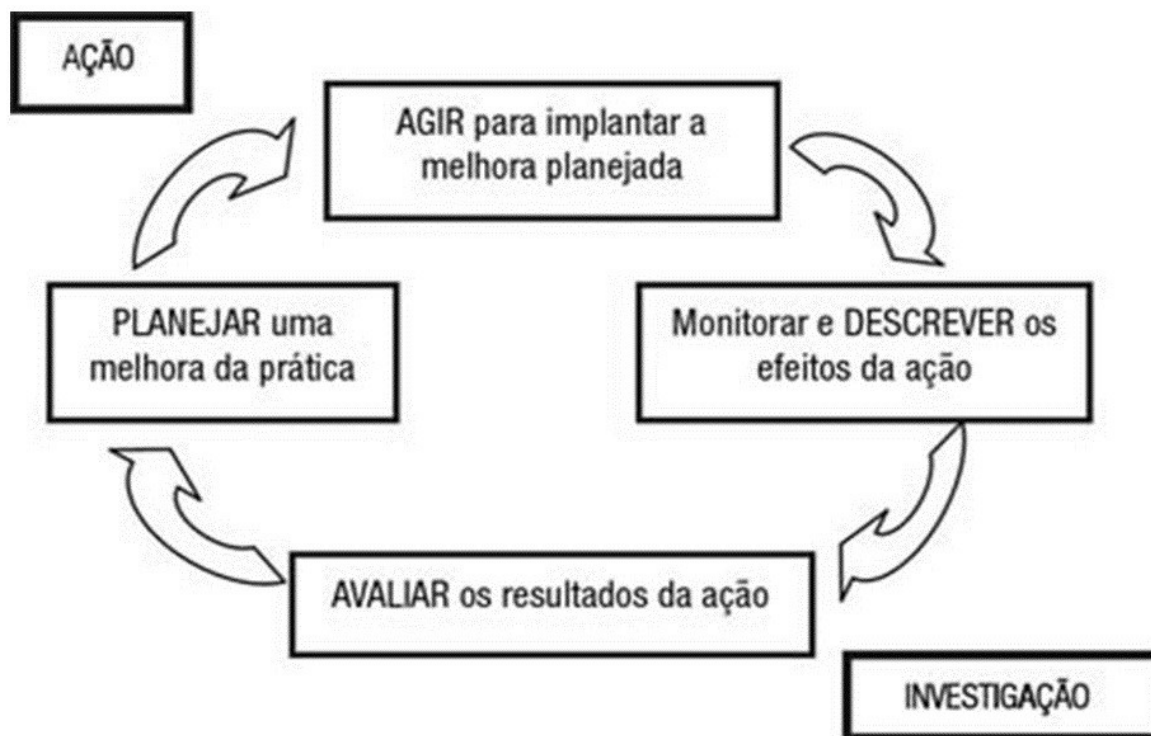 AÇÃO
AGIR para implantar a
melhora planejada
PLANEJAR uma
melhora da prática
Monitorar e DESCREVER os
efeitos da ação
AVALIAR os resultados da ação
INVESTIGAÇÃO